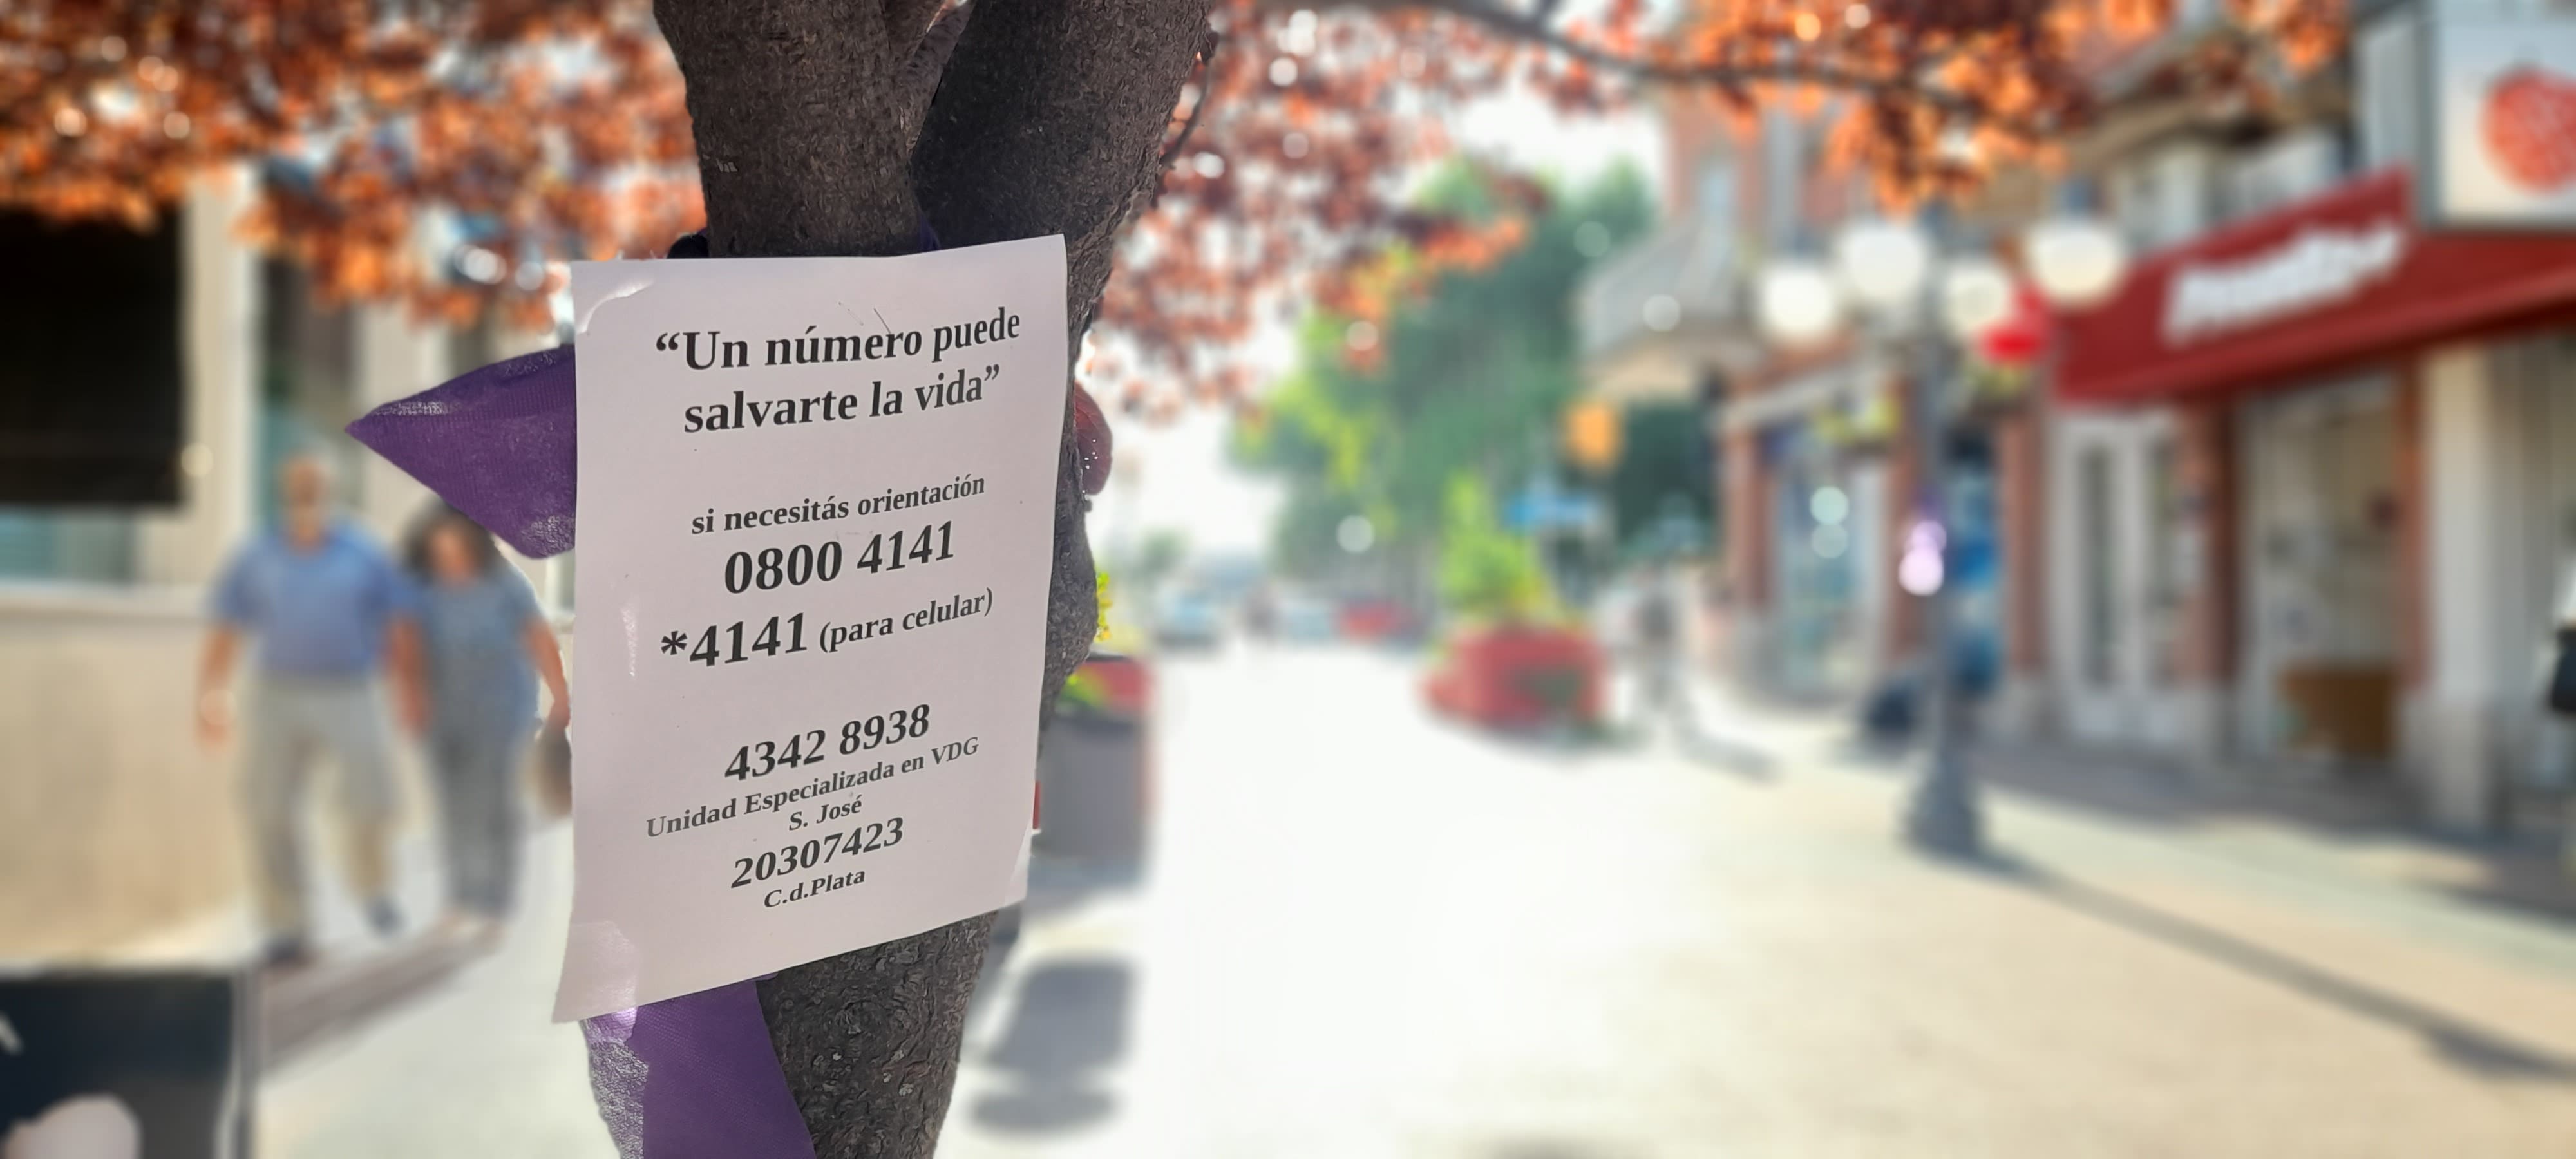 “Un número puede
salvarte la vida”
si necesitás orientación
0800 4141
*4141 (para celular)
4342 8938
Unidad Especializada en VDG
S. José
20307423
C.d.Plata